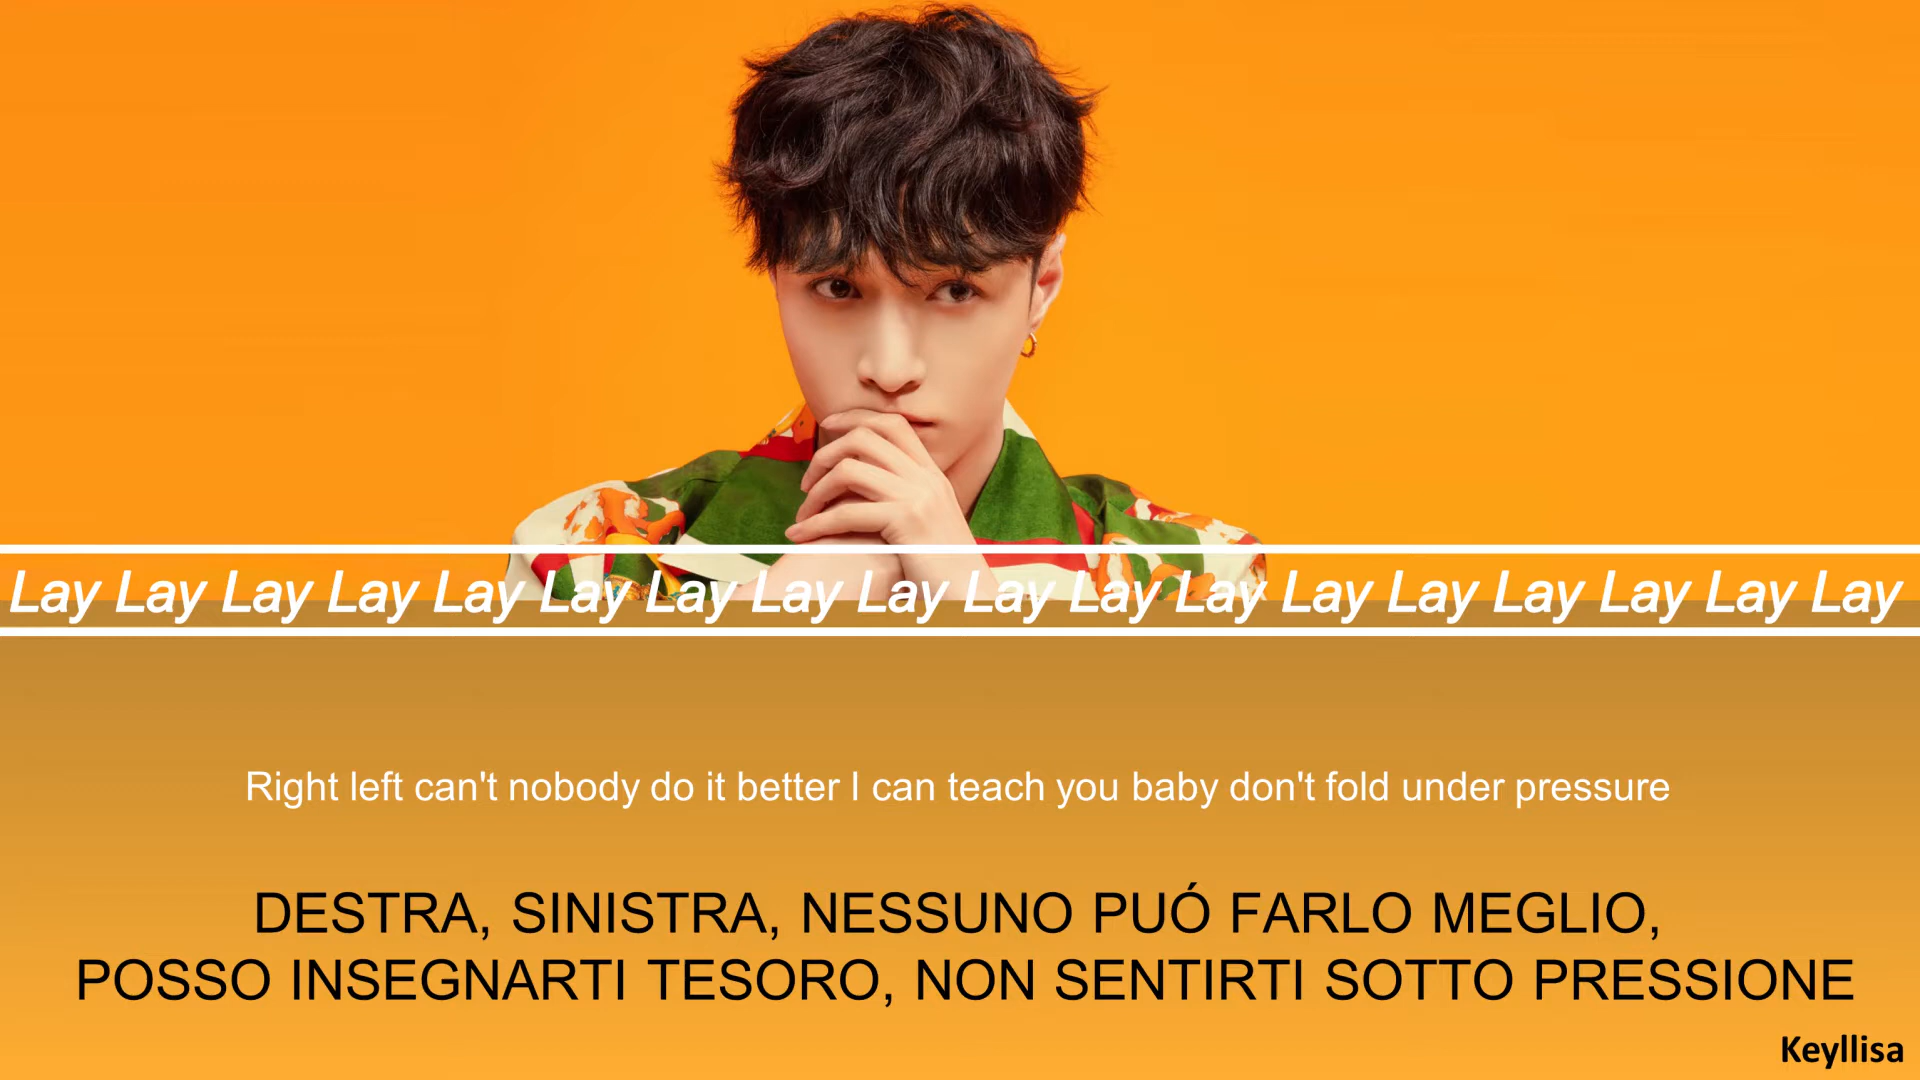 Lay Lay Lay Lay Lay Lay Lay Lay Lay Lay Lay Lay Lay Lay Lay Lay Lay Lay
Right left can't nobody do it better I can teach you baby don't fold under pressure
DESTRA, SINISTRA, NESSUNO PUÓ FARLO MEGLIO,
POSSO INSEGNARTI TESORO, NON SENTIRTI SOTTO PRESSIONE
Keyllisa